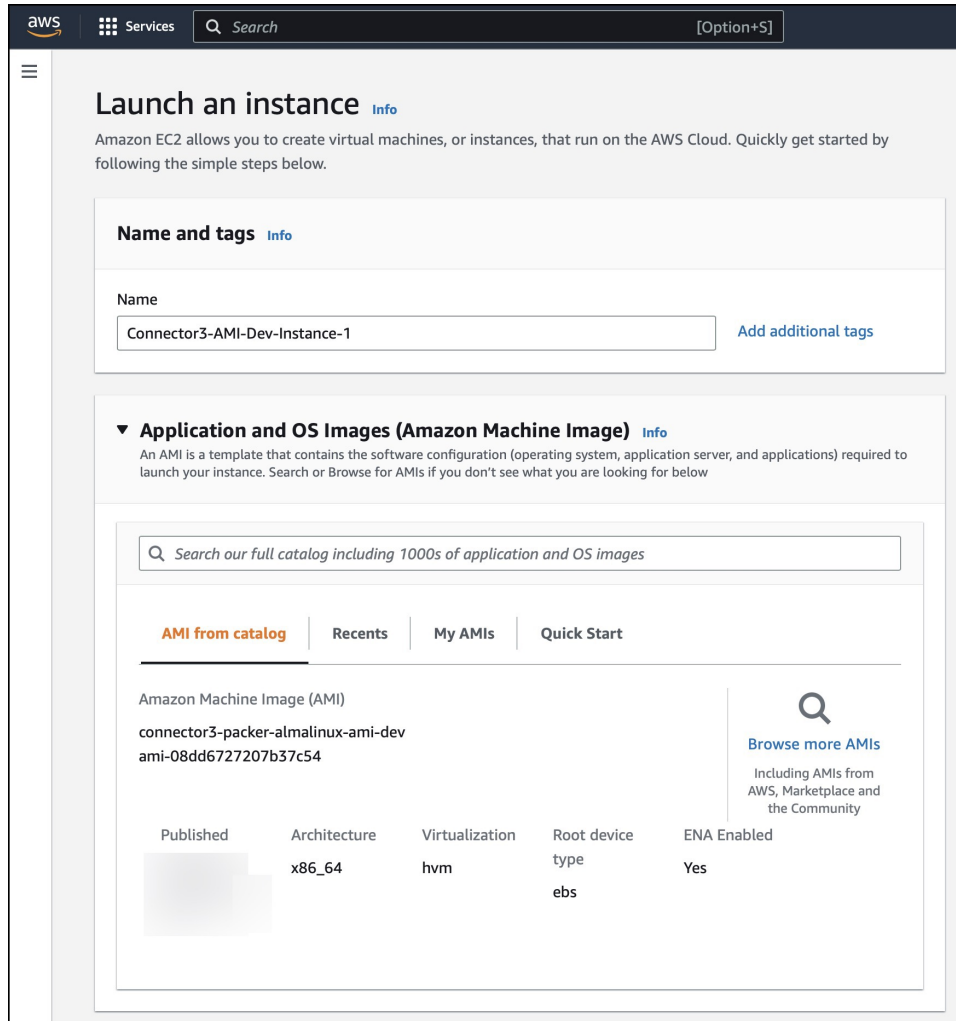 aws Services Search [Option+S]
Launch an instance Info
Amazon EC2 allows you to create virtual machines, or instances, that run on the AWS Cloud. Quickly get started by
following the simple steps below.
Name and tags Info
Name
Connector3-AMI-Dev-Instance-1 Add additional tags
Application and OS Images (Amazon Machine Image) Info
An AMI is a template that contains the software configuration (operating system, application server, and applications) required to
launch your instance. Search or Browse for AMIs if you don’t see what you are looking for below
Search our full catalog including 1000s of application and OS images
AMI from catalog Recents My AMIs Quick Start
Amazon Machine Image (AMI)
connector3-packer-almalinux-ami-dev
ami-08dd6727207b37c54
Browse more AMIs
Including AMIs from
AWS, Marketplace and
the Community
Published Architecture Virtualization Root device type ENA Enabled
x86_64 hvm ebs Yes